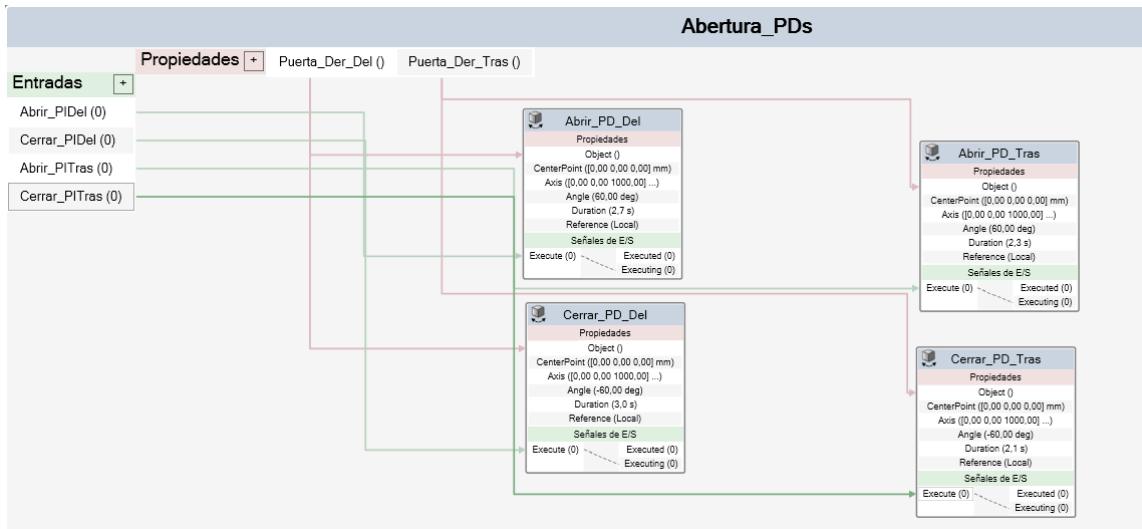 Abertura_PDs
Propiedades +
Puerta_Der_Del ()
Puerta_Der_Tras ()
Entradas +
Abrir_PIDel (0)
Cerrar_PIDel (0)
Abrir_PITras (0)
Cerrar_PITras (0)
Abrir_PD_Del
Propiedades
Object ()
CenterPoint ([0,00 0,00 0,00] mm)
Axis ([0,00 0,00 1000,00] ...)
Angle (60,00 deg)
Duration (2,7 s)
Reference (Local)
Señales de E/S
Execute (0) Executed (0)
Executing (0)
Abrir_PD_Tras
Propiedades
Object ()
CenterPoint ([0,00 0,00 0,00] mm)
Axis ([0,00 0,00 1000,00] ...)
Angle (60,00 deg)
Duration (2,3 s)
Reference (Local)
Señales de E/S
Execute (0) Executed (0)
Executing (0)
Cerrar_PD_Del
Propiedades
Object ()
CenterPoint ([0,00 0,00 0,00] mm)
Axis ([0,00 0,00 1000,00] ...)
Angle (-60,00 deg)
Duration (3,0 s)
Reference (Local)
Señales de E/S
Execute (0) Executed (0)
Executing (0)
Cerrar_PD_Tras
Propiedades
Object ()
CenterPoint ([0,00 0,00 0,00] mm)
Axis ([0,00 0,00 1000,00] ...)
Angle (-60,00 deg)
Duration (2,1 s)
Reference (Local)
Señales de E/S
Execute (0) Executed (0)
Executing (0)